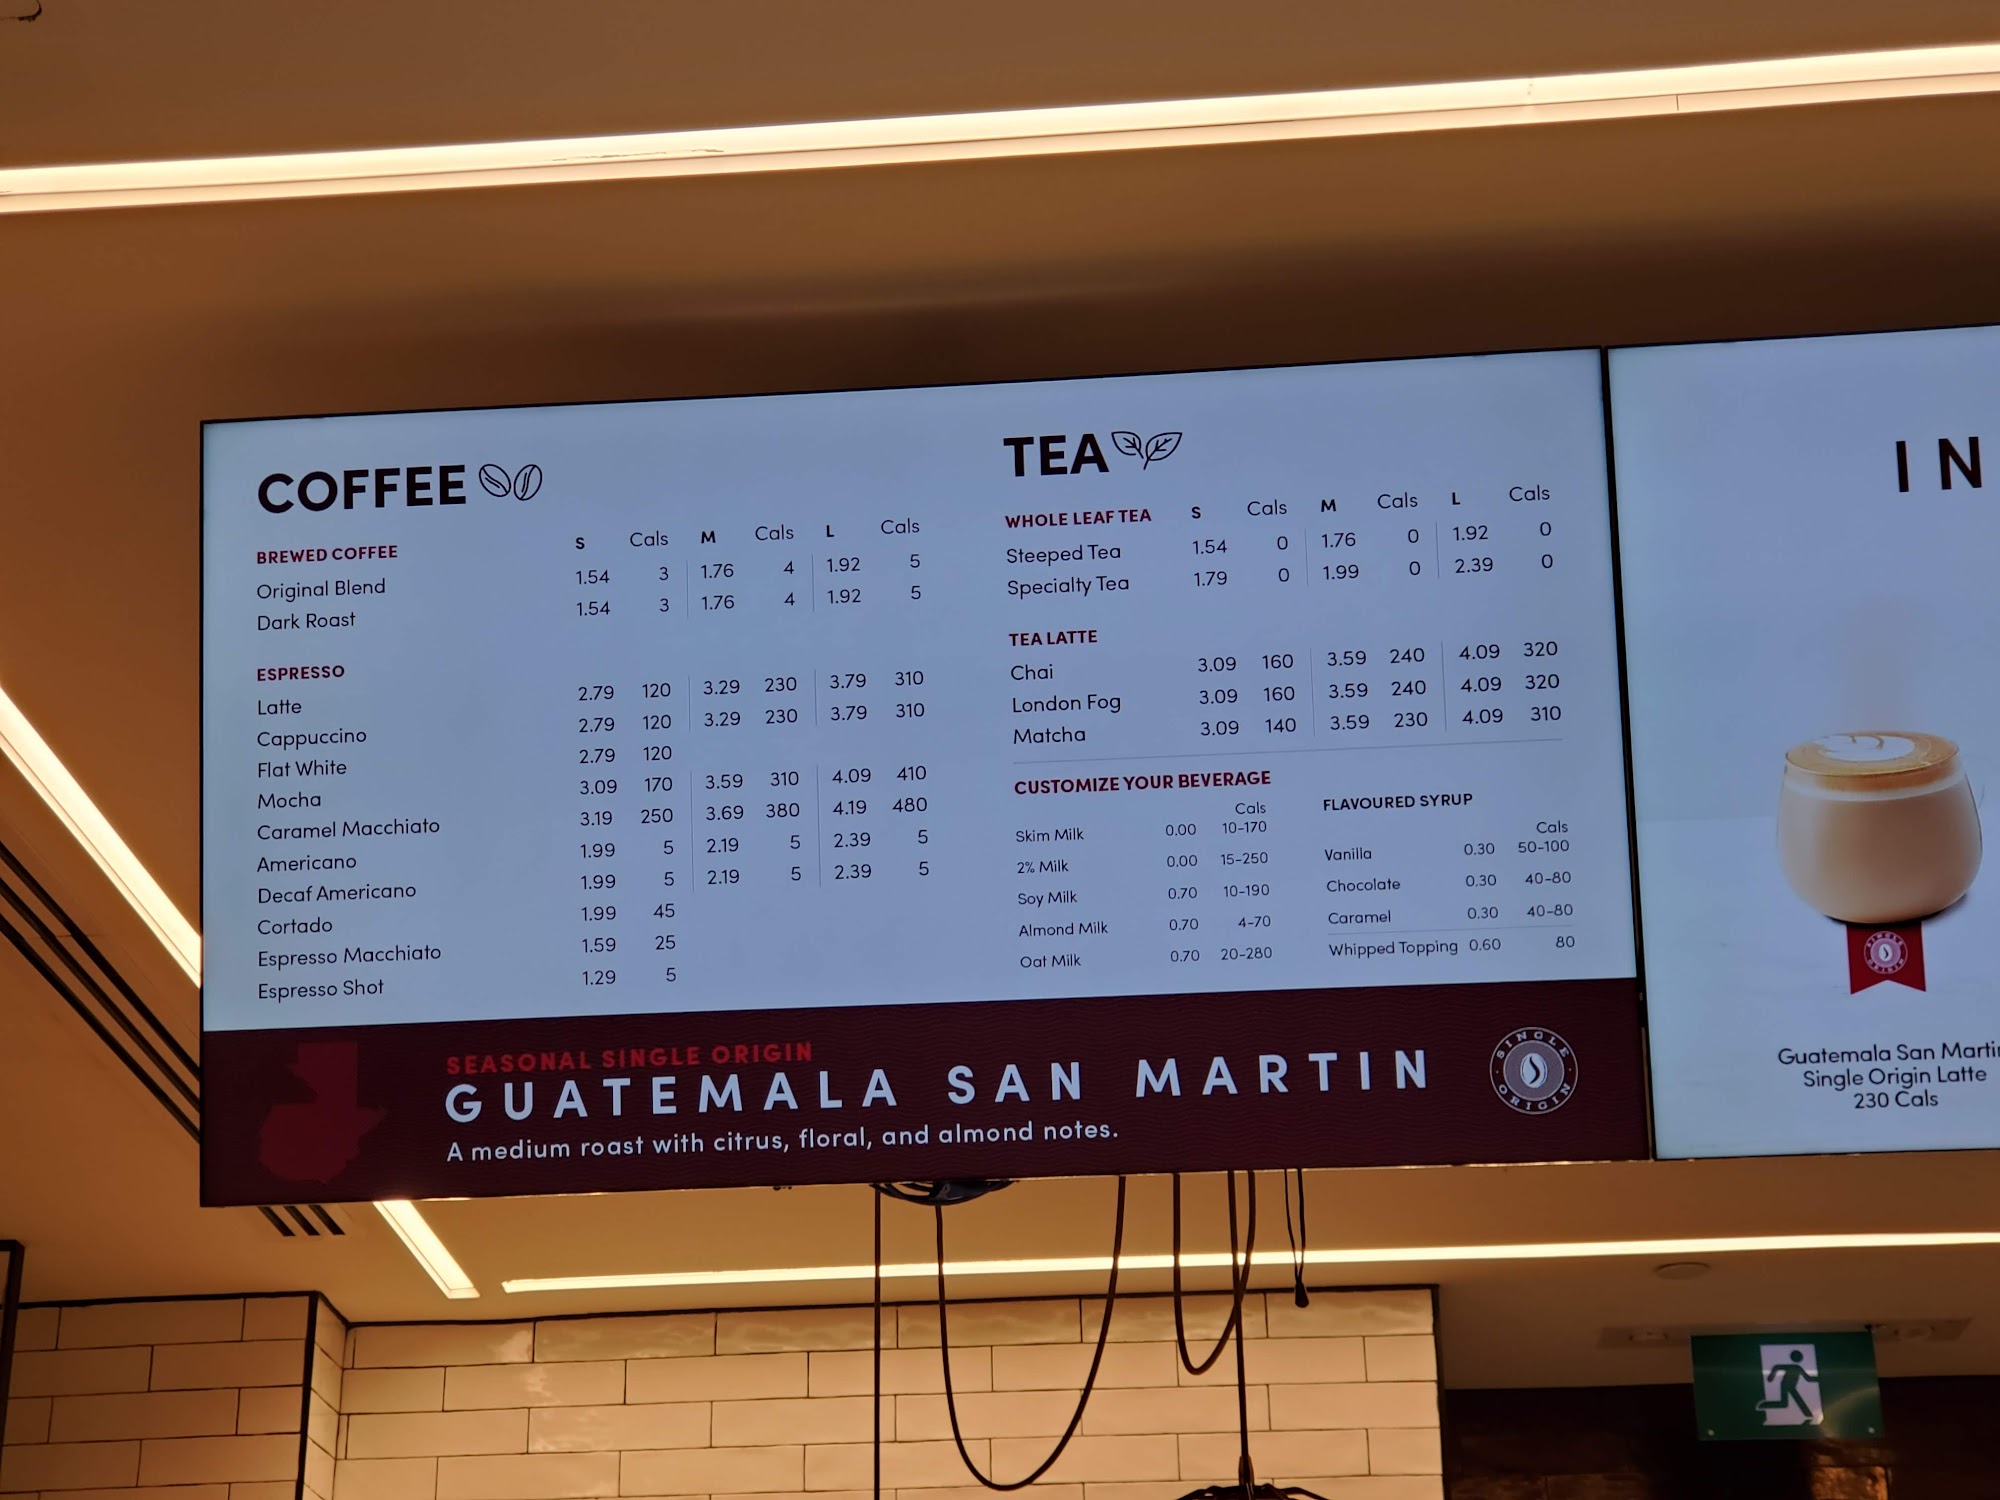 COFFEE
BREWED COFFEE S Cals M Cals L Cals
Original Blend 1.54 3 1.76 4 1.92 5
Dark Roast 1.54 3 1.76 4 1.92 5
ESPRESSO
Latte 2.79 120 3.29 230 3.79 310
Cappuccino 2.79 120 3.29 230 3.79 310
Flat White 2.79 120
Mocha 3.09 170 3.59 310 4.09 410
Caramel Macchiato 3.19 250 3.69 380 4.19 480
Americano 1.99 5 2.19 5 2.39 5
Decaf Americano 1.99 5 2.19 5 2.39 5
Cortado 1.99 45
Espresso Macchiato 1.59 25
Espresso Shot 1.29 5
TEA
WHOLE LEAF TEA S Cals M Cals L Cals
Steeped Tea 1.54 0 1.76 0 1.92 0
Specialty Tea 1.79 0 1.99 0 2.39 0
TEA LATTE
Chai 3.09 160 3.59 240 4.09 320
London Fog 3.09 160 3.59 240 4.09 320
Matcha 3.09 140 3.59 230 4.09 310
CUSTOMIZE YOUR BEVERAGE
Cals
Skim Milk 0.00 10-170
2% Milk 0.00 15-250
Soy Milk 0.70 10-190
Almond Milk 0.70 4-70
Oat Milk 0.70 20-280
FLAVOURED SYRUP
Cals
Vanilla 0.30 50-100
Chocolate 0.30 40-80
Caramel 0.30 40-80
Whipped Topping 0.60 80
SEASONAL SINGLE ORIGIN
GUATEMALA SAN MARTIN
A medium roast with citrus, floral, and almond notes.
SINGLE ORIGIN
IN
SINGLE ORIGIN
Guatemala San Martin
Single Origin Latte
230 Cals